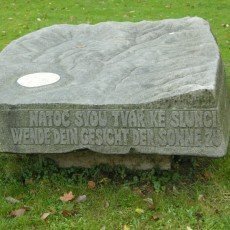 NATOČ SVOU TVÁŘ KE SLUNCI
WENDE DEIN GESICHT DER SONNE ZU